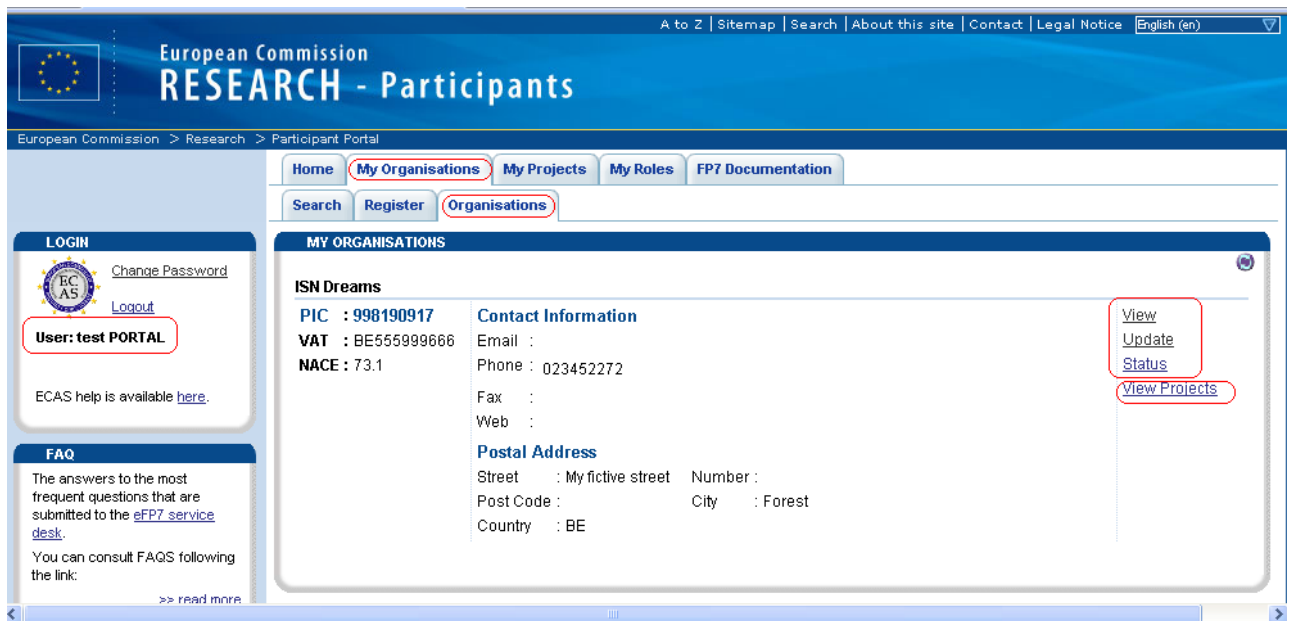 A to Z | Sitemap | Search | About this site | Contact | Legal Notice English (en)
European Commission
RESEARCH - Participants
European Commission > Research > Participant Portal
Home My Organisations My Projects My Roles FP7 Documentation
Search Register Organisations
LOGIN
EC
AS
Change Password
Logout
User: test PORTAL
ECAS help is available here.
FAQ
The answers to the most
frequent questions that are
submitted to the eFP7 service
desk.
You can consult FAQS following
the link:
>> read more
MY ORGANISATIONS
ISN Dreams
PIC : 998190917
VAT : BE555999666
NACE : 73.1
Contact Information
Email :
Phone : 023452272
Fax :
Web :
Postal Address
Street : My fictive street Number :
Post Code : City : Forest
Country : BE
View
Update
Status
View Projects